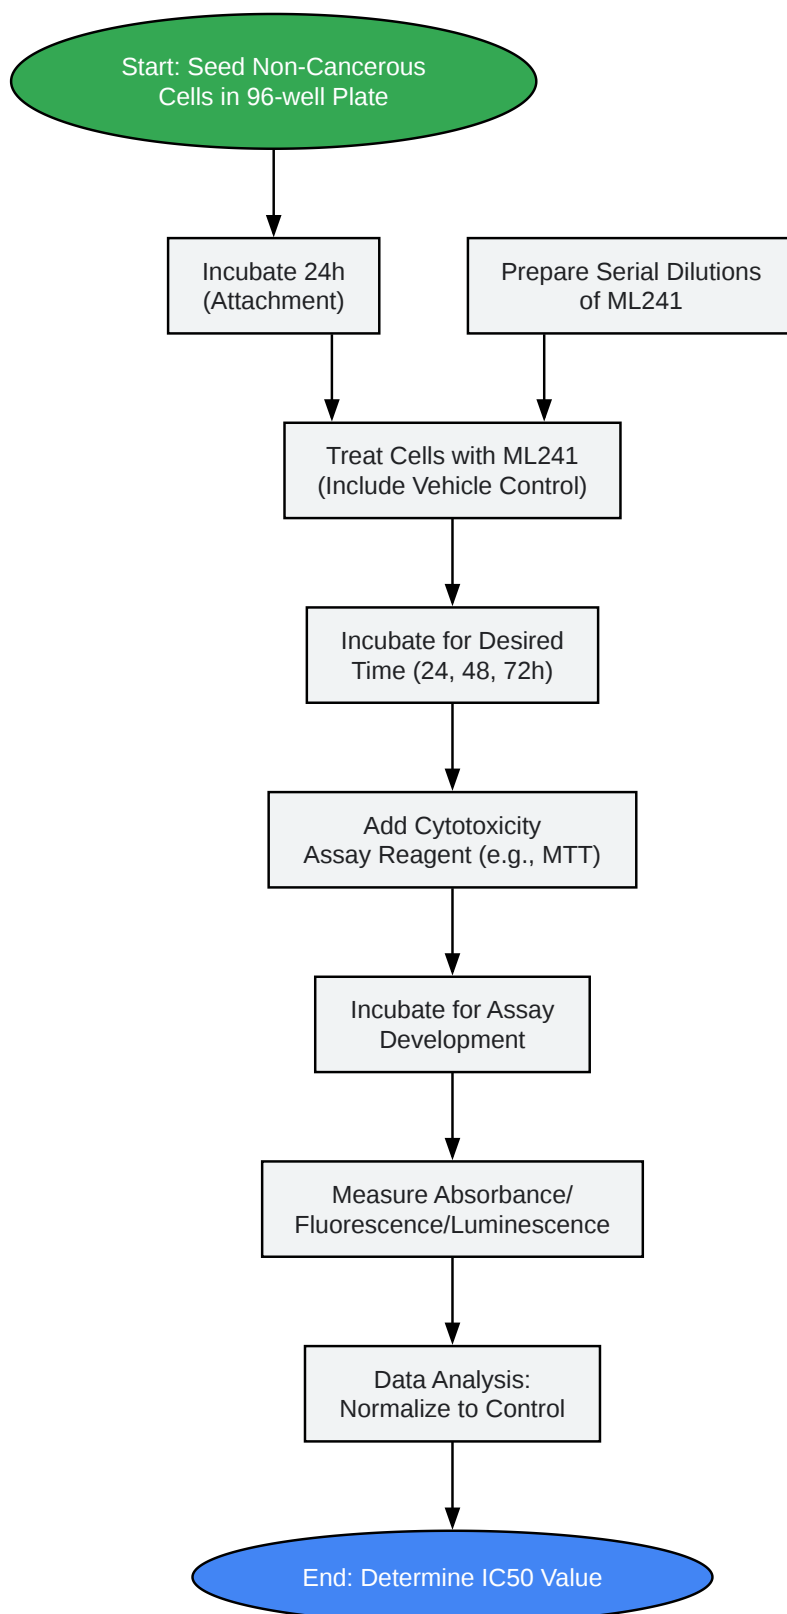 Start: Seed Non-Cancerous
Cells in 96-well Plate
Incubate 24h
(Attachment)
Prepare Serial Dilutions
of ML241
Treat Cells with ML241
(Include Vehicle Control)
Incubate for Desired
Time (24, 48, 72h)
Add Cytotoxicity
Assay Reagent (e.g., MTT)
Incubate for Assay
Development
Measure Absorbance/
Fluorescence/Luminescence
Data Analysis:
Normalize to Control
End: Determine IC50 Value